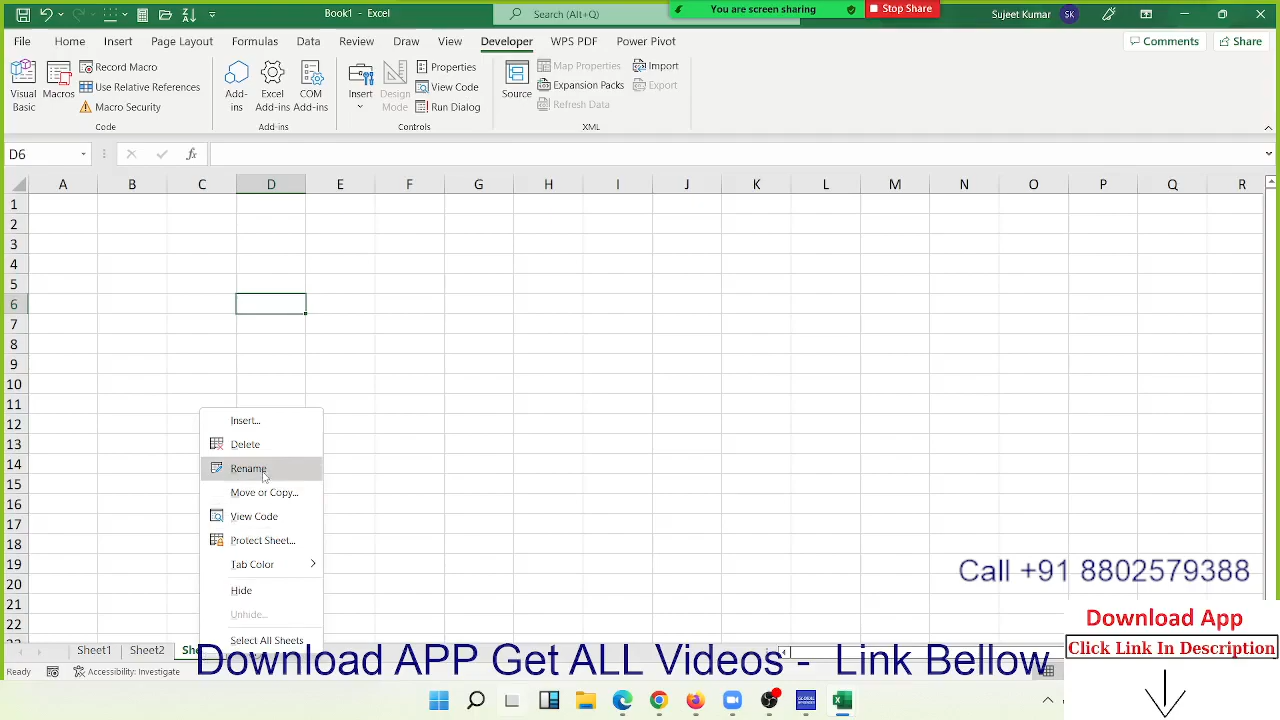 Book1 - Excel
Search (Alt+Q)
You are screen sharing
Stop Share
Sujeet Kumar
SK
File
Home
Insert
Page Layout
Formulas
Data
Review
Draw
View
Developer
WPS PDF
Power Pivot
Comments
Share
Visual Basic
Macros
Record Macro
Use Relative References
Macro Security
Code
Add-ins
Excel Add-ins
COM Add-ins
Add-ins
Insert
Design Mode
Properties
View Code
Run Dialog
Controls
Source
Map Properties
Expansion Packs
Refresh Data
Import
Export
XML
D6
fx
A B C D E F G H I J K L M N O P Q R
1
2
3
4
5
6
7
8
9
10
11
12
13
14
15
16
17
18
19
20
21
22
Insert...
Delete
Rename
Move or Copy...
View Code
Protect Sheet...
Tab Color
Hide
Unhide...
Select All Sheets
Call +91 8802579388
Download App
Click Link In Description
Sheet1
Sheet2
Download APP Get ALL Videos - Link Bellow
Ready
Accessibility: Investigate